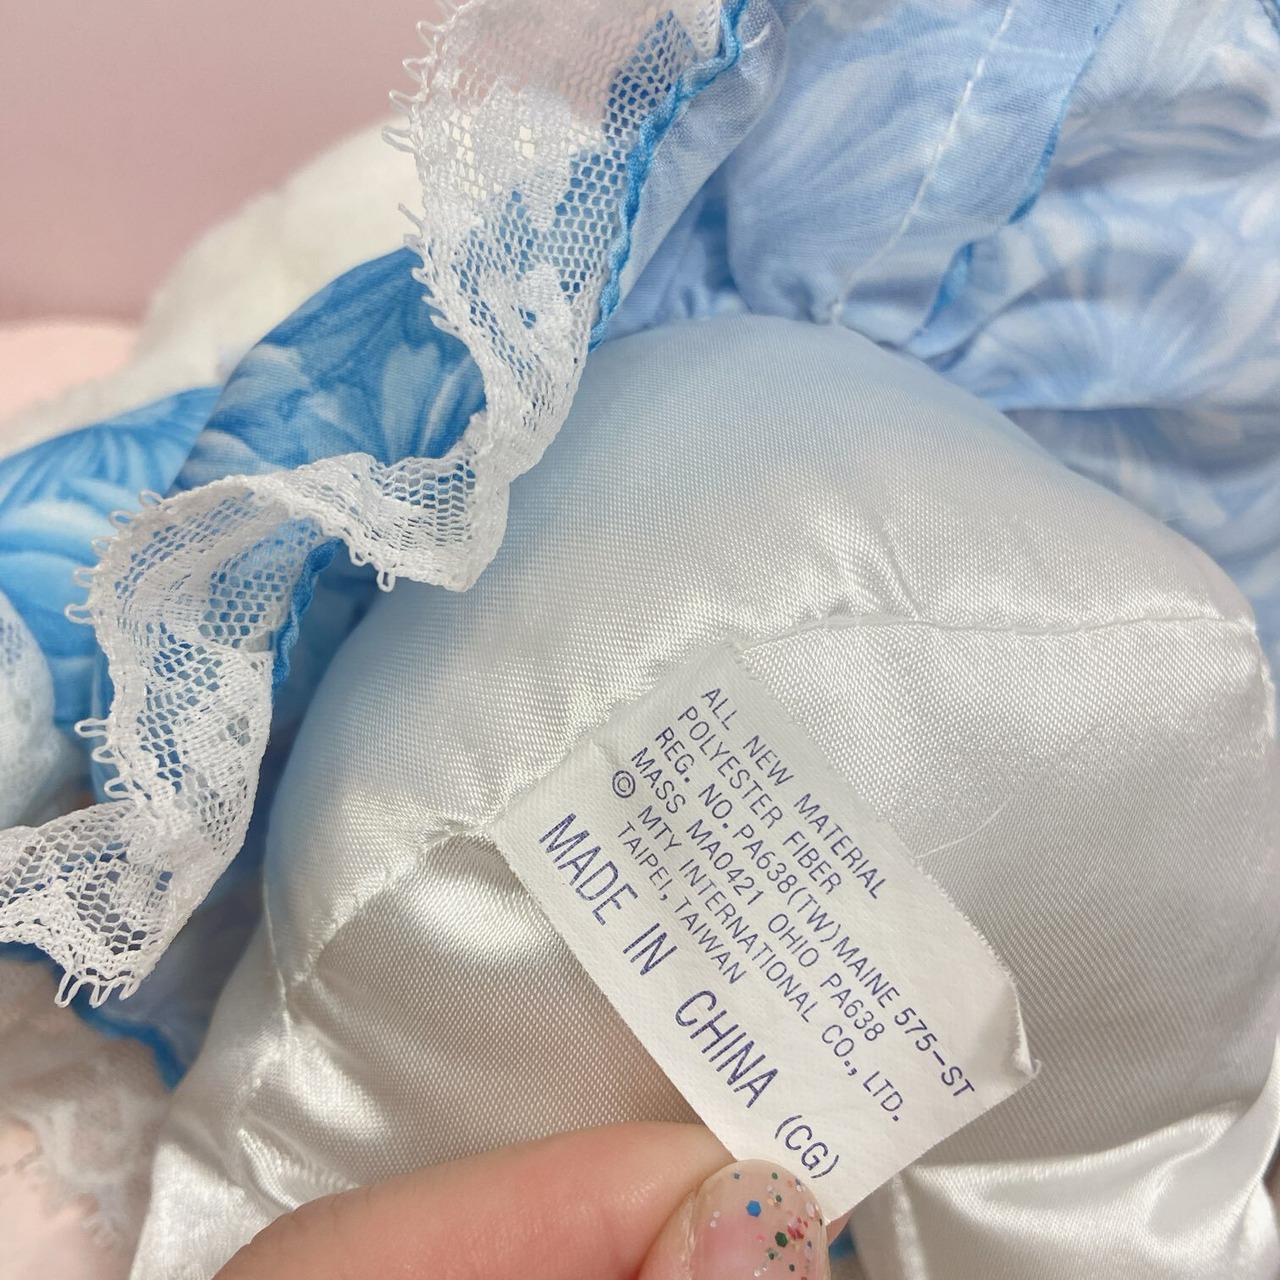 ALL NEW MATERIAL
POLYESTER FIBER
REG. NO. PA638(TW) MAINE 575-ST
MASS MA0421 OHIO PA638
© MTY INTERNATIONAL CO., LTD.
TAIPEI, TAIWAN
MADE IN CHINA (CG)